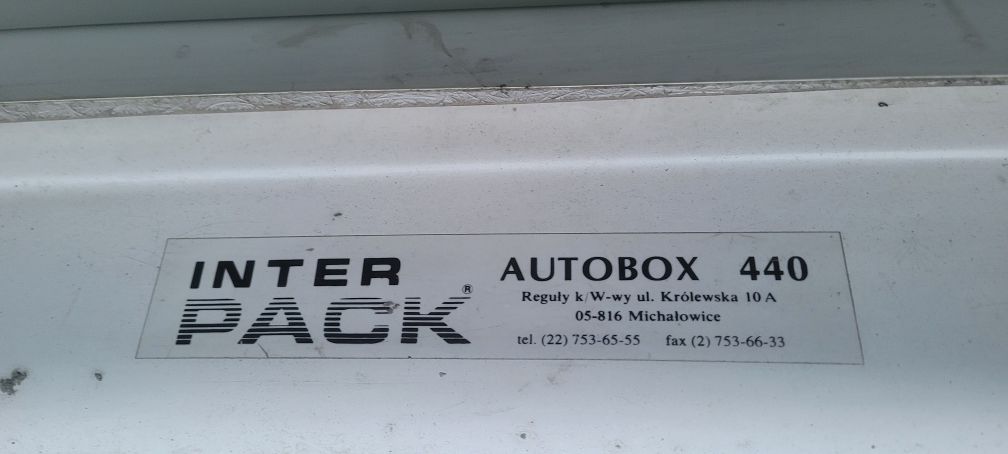 INTER
PACK®
AUTOBOX 440
Reguły k/W-wy ul. Królewska 10 A
05-816 Michałowice
tel. (22) 753-65-55 fax (2) 753-66-33